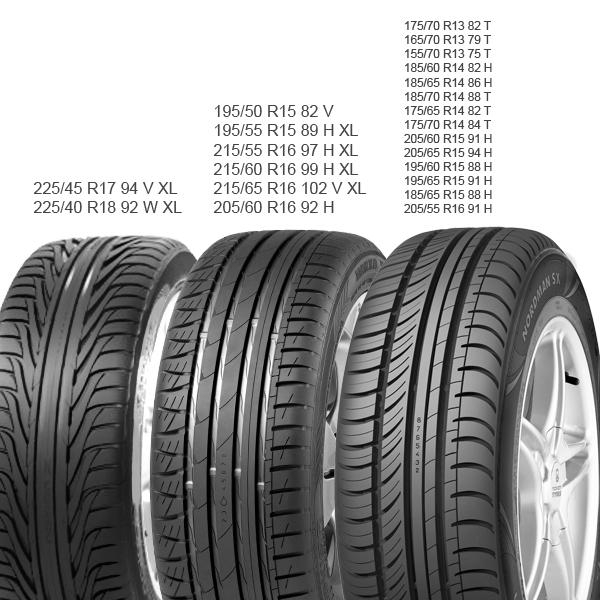 225/45 R17 94 V XL
225/40 R18 92 W XL
195/50 R15 82 V
195/55 R15 89 H XL
215/55 R16 97 H XL
215/60 R16 99 H XL
215/65 R16 102 V XL
205/60 R16 92 H
175/70 R13 82 T
165/70 R13 79 T
155/70 R13 75 T
185/60 R14 82 H
185/65 R14 86 H
185/70 R14 88 T
175/65 R14 82 T
175/70 R14 84 T
205/60 R15 91 H
205/65 R15 94 H
195/60 R15 88 H
195/65 R15 91 H
185/65 R15 88 H
205/55 R16 91 H
NORDMAN SX
8765432